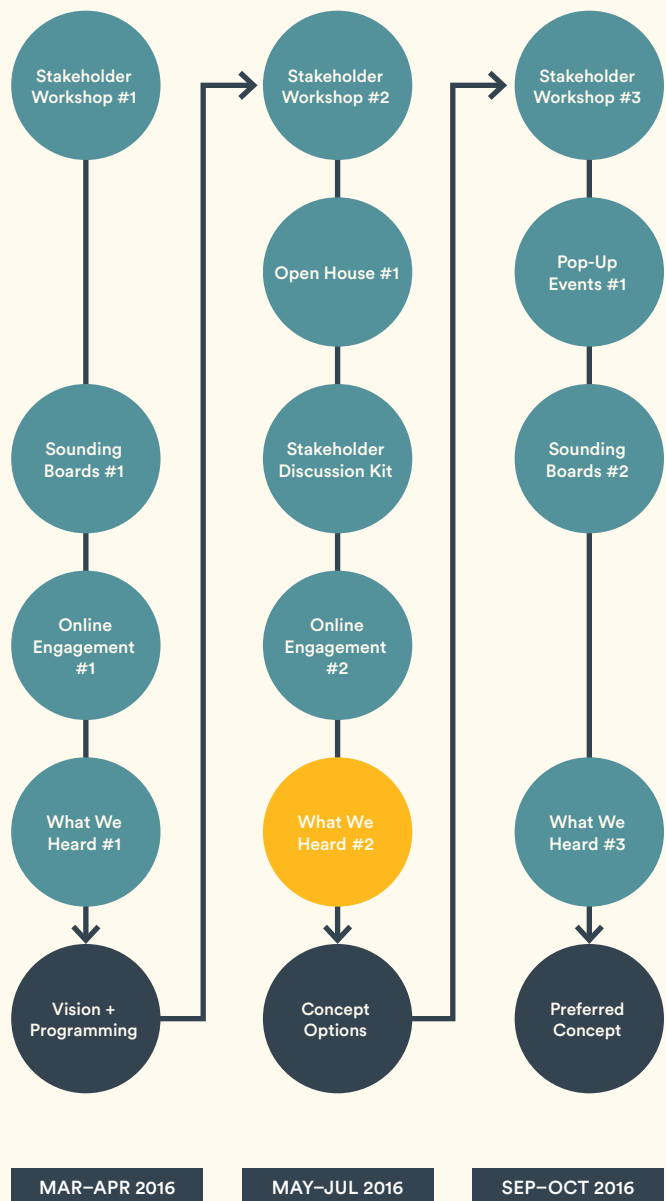 Stakeholder
Workshop #1
Sounding
Boards #1
Online
Engagement
#1
What We
Heard #1
Vision +
Programming
MAR–APR 2016
Stakeholder
Workshop #2
Open House #1
Stakeholder
Discussion Kit
Online
Engagement
#2
What We
Heard #2
Concept
Options
MAY–JUL 2016
Stakeholder
Workshop #3
Pop-Up
Events #1
Sounding
Boards #2
What We
Heard #3
Preferred
Concept
SEP–OCT 2016